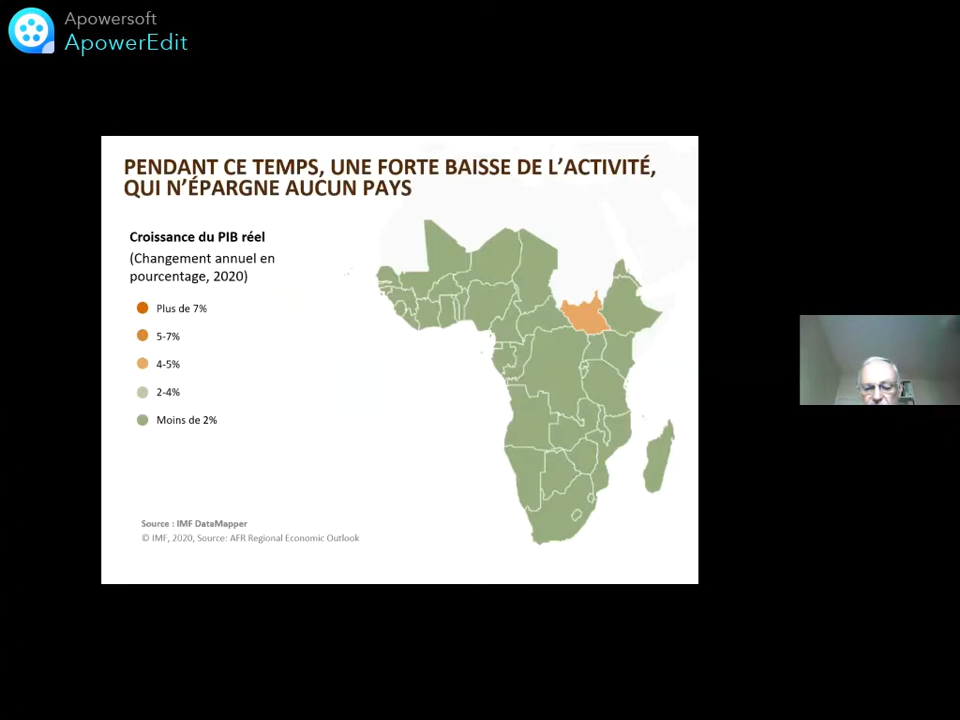 Apowersoft
ApowerEdit
PENDANT CE TEMPS, UNE FORTE BAISSE DE L’ACTIVITÉ,
QUI N’ÉPARGNE AUCUN PAYS
Croissance du PIB réel
(Changement annuel en
pourcentage, 2020)
Plus de 7%
5-7%
4-5%
2-4%
Moins de 2%
Source : IMF DataMapper
© IMF, 2020, Source: AFR Regional Economic Outlook